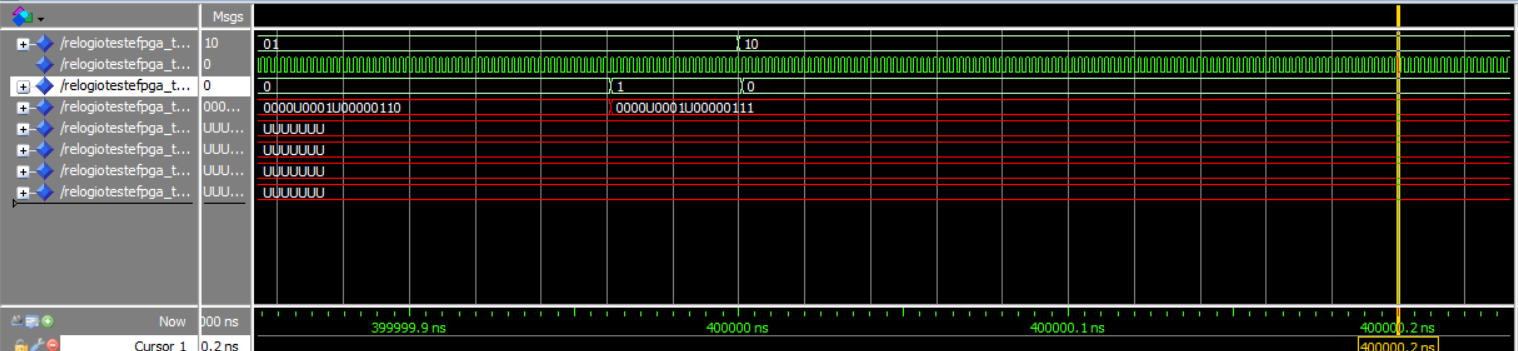 Msgs
/relogiotestefpga_t... 10 01 10
/relogiotestefpga_t... 0
/relogiotestefpga_t... 0 0 1 0
/relogiotestefpga_t... 000... 0000U0001U00000110 0000U0001U00000111
/relogiotestefpga_t... UUU... UUUUUUU
/relogiotestefpga_t... UUU... UUUUUUU
/relogiotestefpga_t... UUU... UUUUUUU
/relogiotestefpga_t... UUU... UUUUUUU
Now 000 ns 399999.9 ns 400000 ns 400000.1 ns 400000.2 ns
Cursor 1 0.2 ns 400000.2 ns